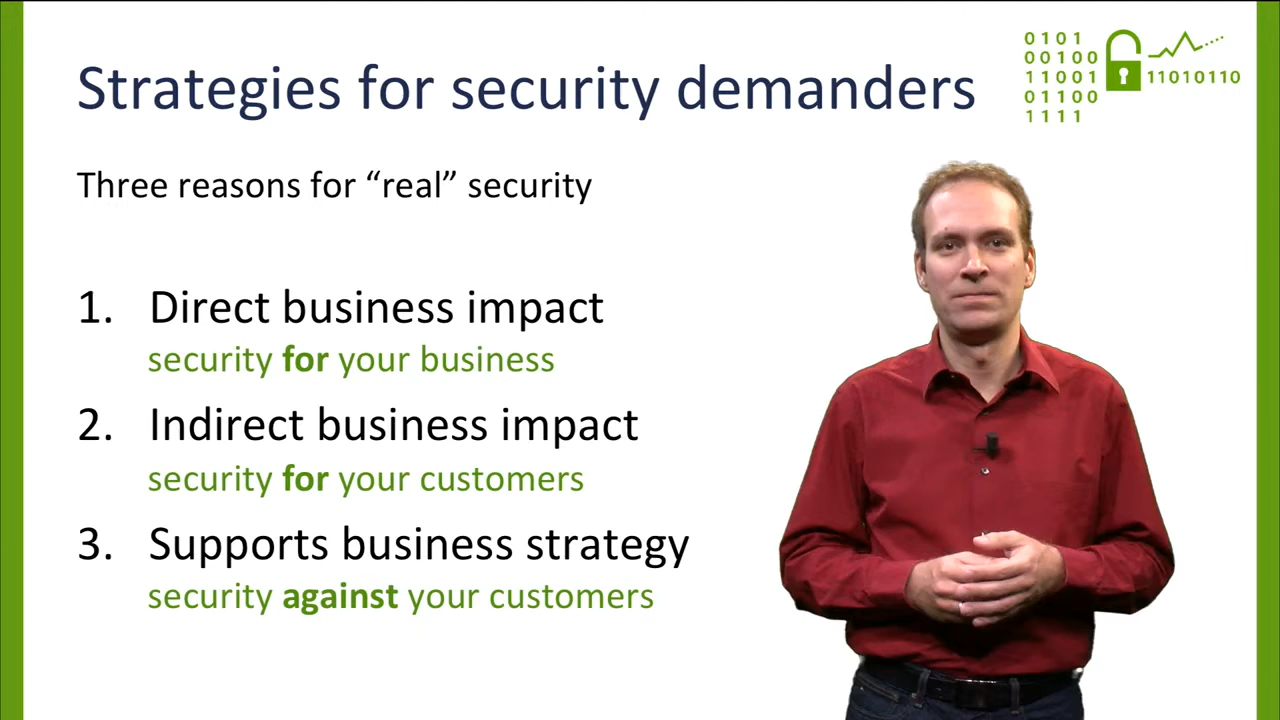 Strategies for security demanders
0101
00100
11001
01100
1111
11010110
Three reasons for “real” security
1. Direct business impact
security for your business
2. Indirect business impact
security for your customers
3. Supports business strategy
security against your customers